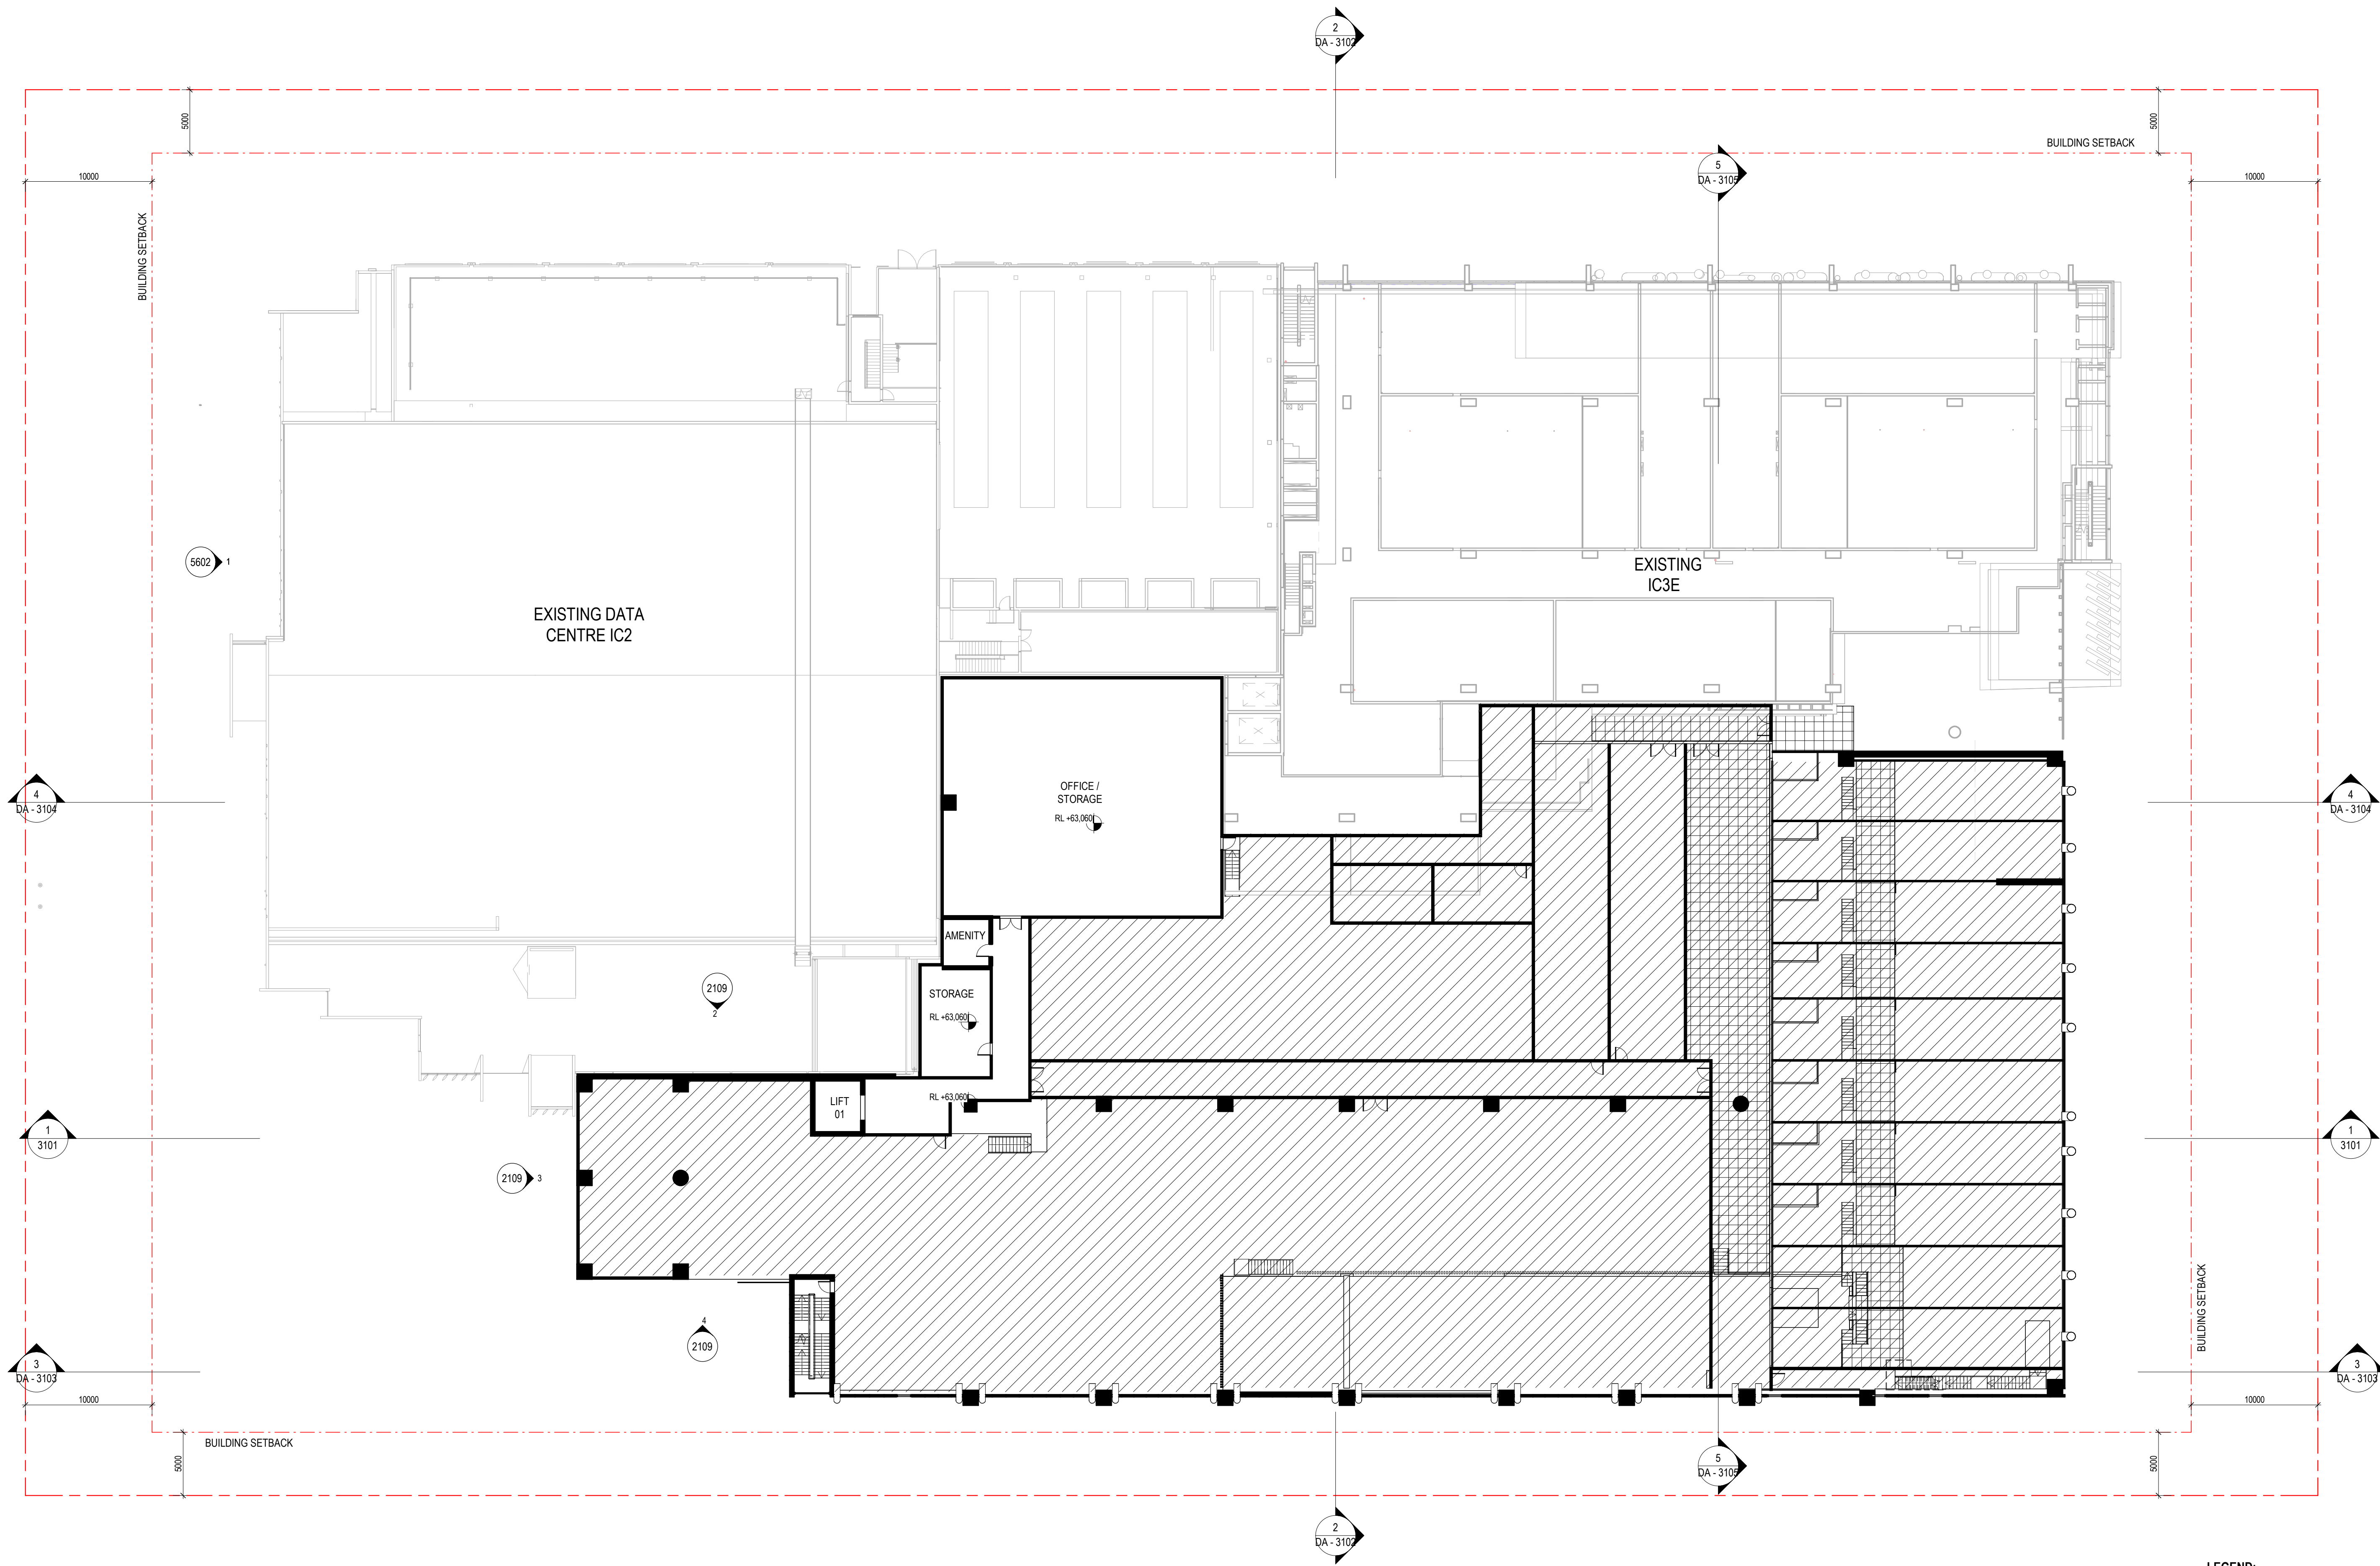 2
DA - 3102
5000
5000
BUILDING SETBACK
10000
10000
5
DA - 3105
BUILDING SETBACK
5602
1
EXISTING
IC3E
EXISTING DATA
CENTRE IC2
OFFICE /
STORAGE
RL +63,060
4
DA - 3104
4
DA - 3104
AMENITY
2109
2
STORAGE
RL +63,060
RL +63,060
LIFT
01
1
3101
1
3101
2109
3
4
2109
BUILDING SETBACK
3
DA - 3103
3
DA - 3103
10000
10000
BUILDING SETBACK
5000
5000
5
DA - 3105
2
DA - 3102
LEGEND: